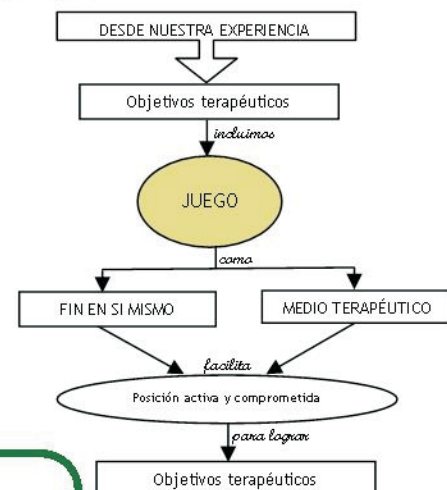 DESDE NUESTRA EXPERIENCIA
Objetivos terapéuticos
incluimos
JUEGO
como
FIN EN SI MISMO
MEDIO TERAPÉUTICO
facilita
Posición activa y comprometida
para lograr
Objetivos terapéuticos